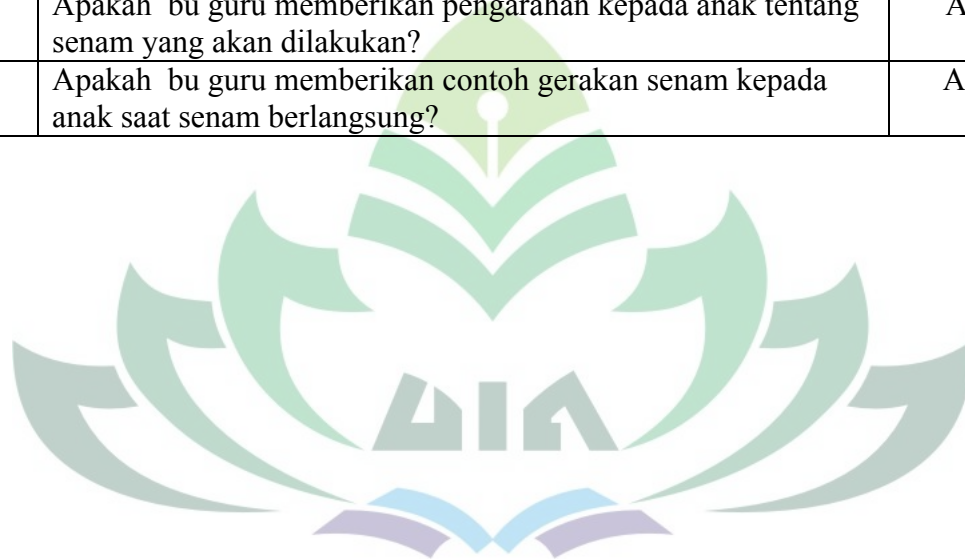 Apakah bu guru memberikan pengarahan kepada anak tentang A
senam yang akan dilakukan?
Apakah bu guru memberikan contoh gerakan senam kepada A
anak saat senam berlangsung?
UIN